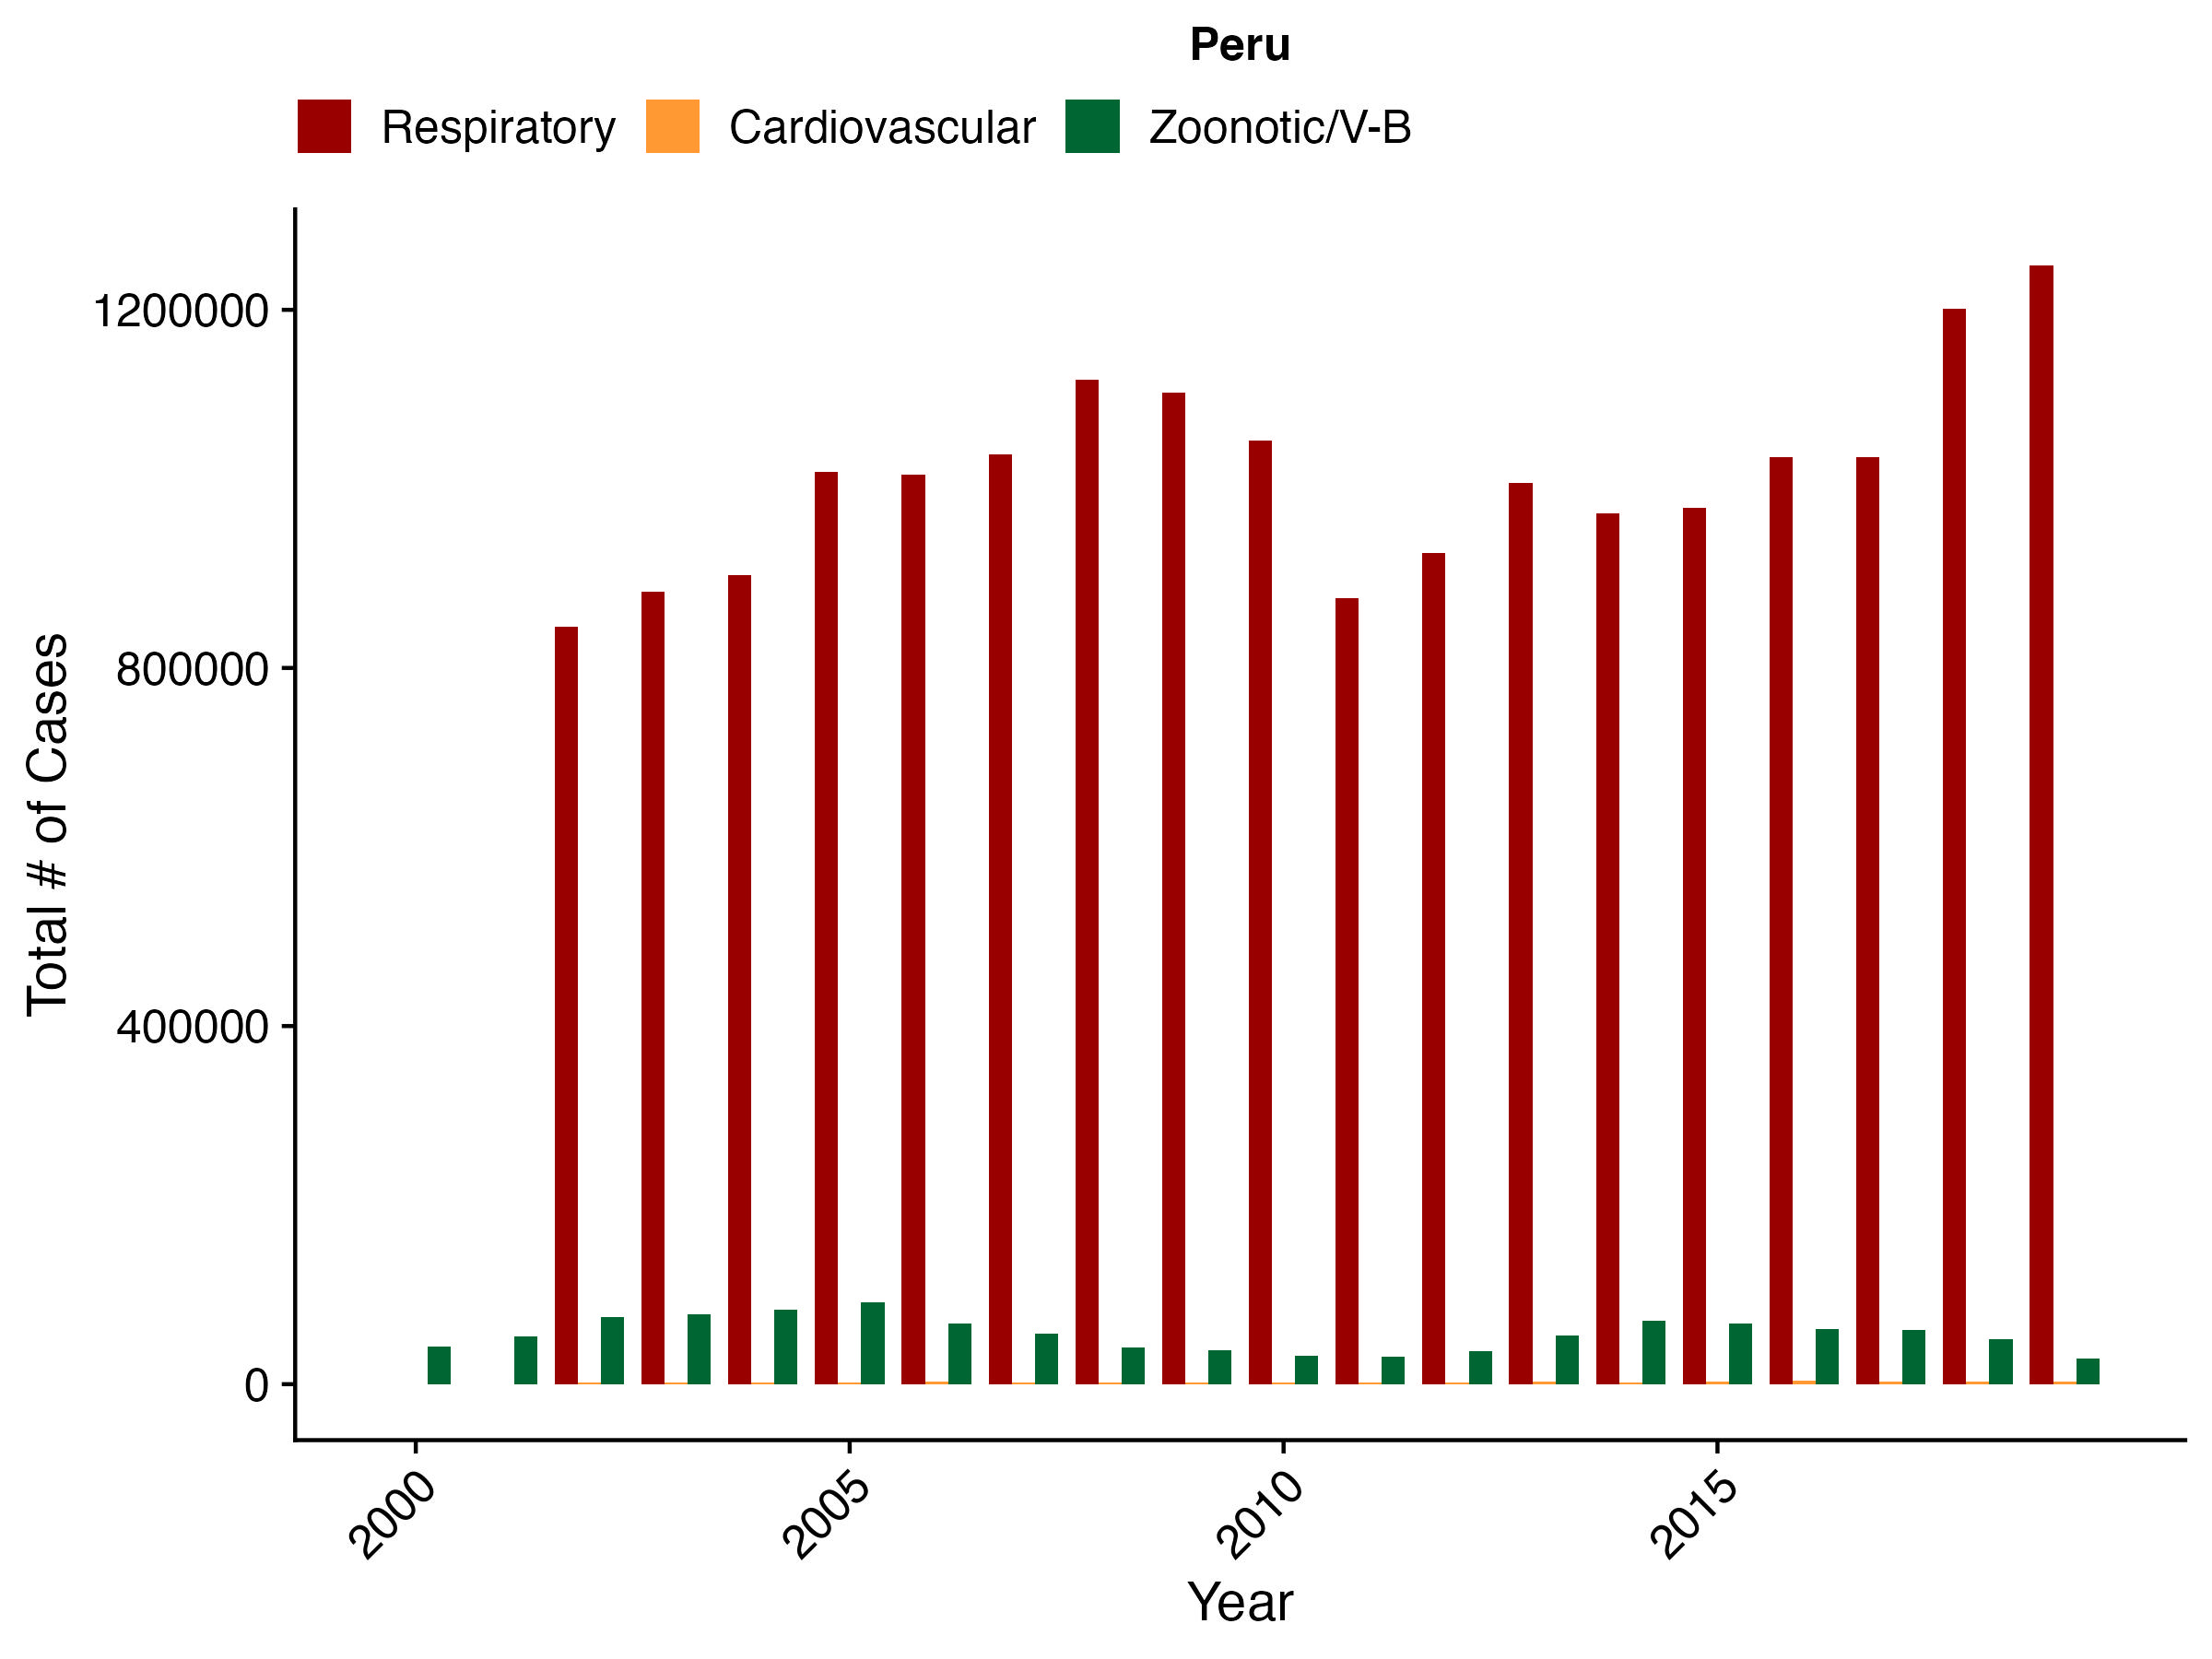 Peru
Respiratory Cardiovascular Zoonotic/V-B
Total # of Cases
1200000
800000
400000
0
2000 2005 2010 2015
Year